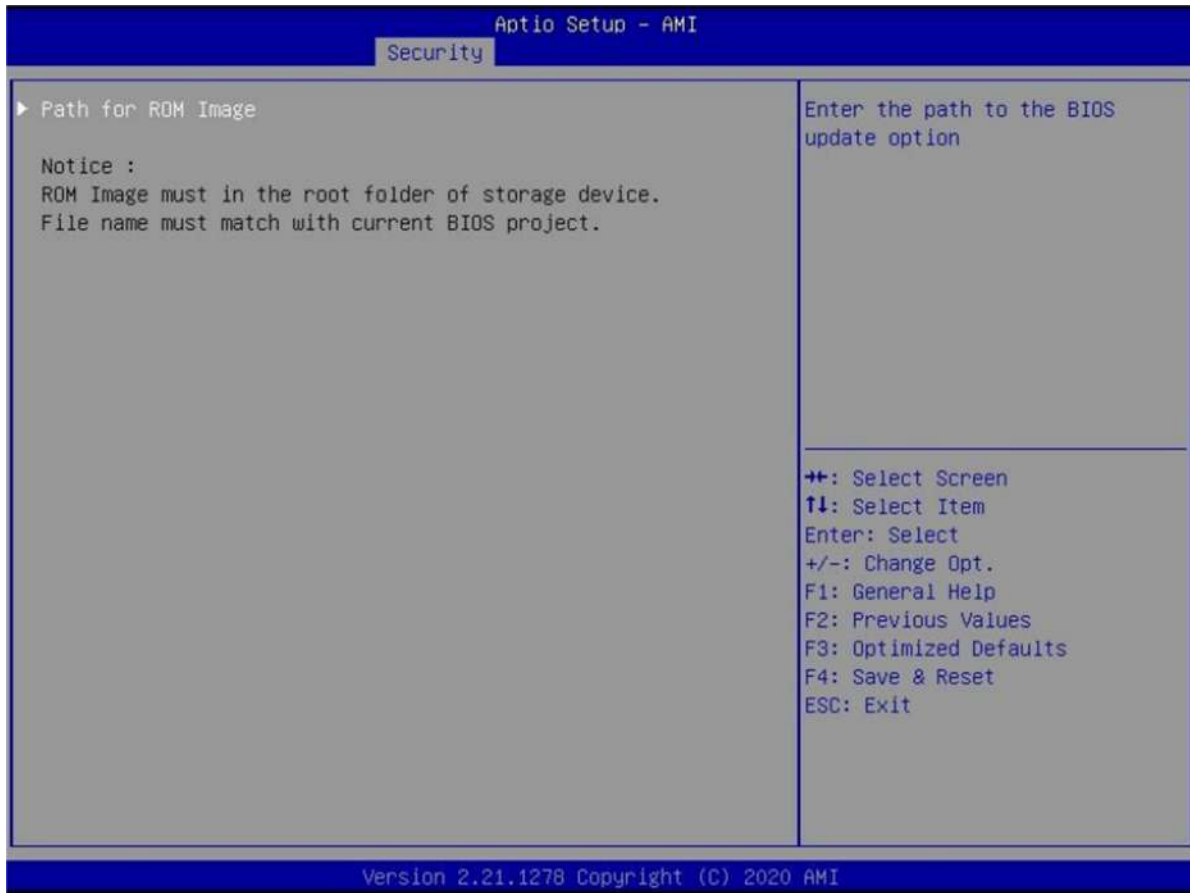 Aptio Setup – AMI
Security
▶ Path for ROM Image
Notice :
ROM Image must in the root folder of storage device.
File name must match with current BIOS project.
Enter the path to the BIOS
update option
→←: Select Screen
↑↓: Select Item
Enter: Select
+/-: Change Opt.
F1: General Help
F2: Previous Values
F3: Optimized Defaults
F4: Save & Reset
ESC: Exit
Version 2.21.1278 Copyright (C) 2020 AMI